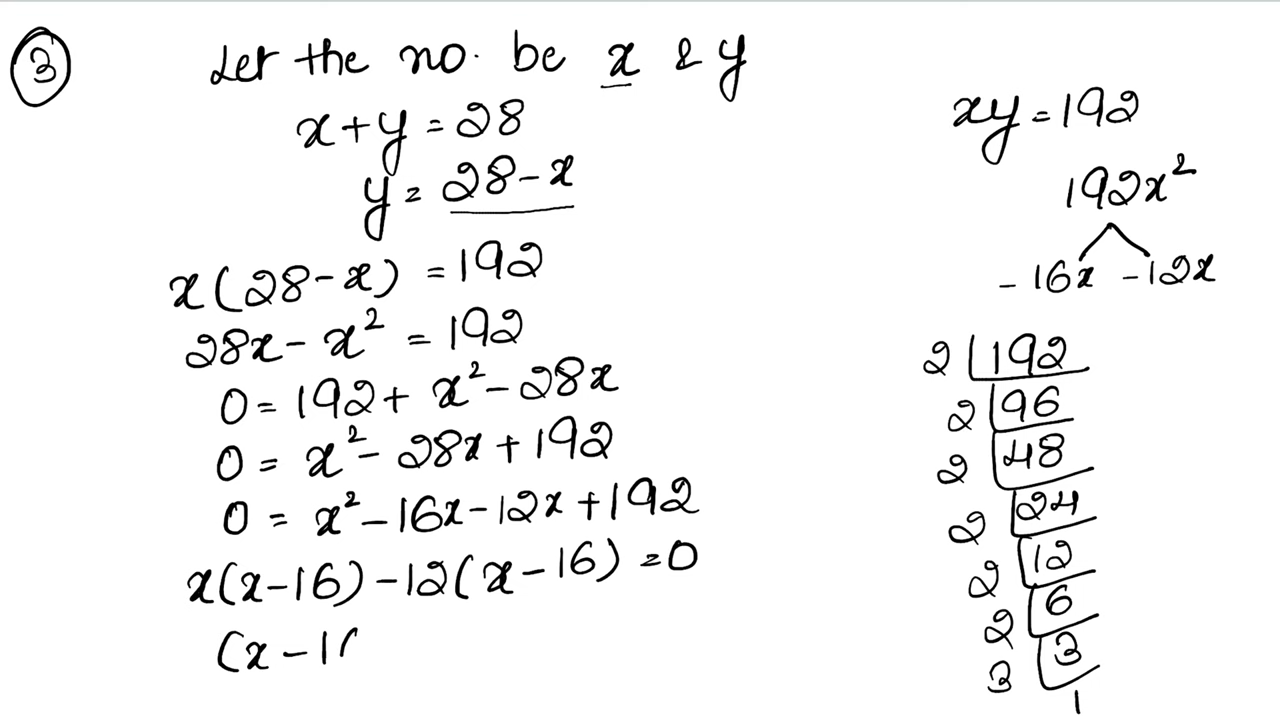 3
Let the no. be x & y
x+y=28
y=28-x
x(28-x)=192
28x-x²=192
0=192+x²-28x
0=x²-28x+192
0=x²-16x-12x+192
x(x-16)-12(x-16)=0
(x-1
xy=192
192x²
-16x -12x
2 192
2 96
2 48
2 24
2 12
2 6
3 3
1